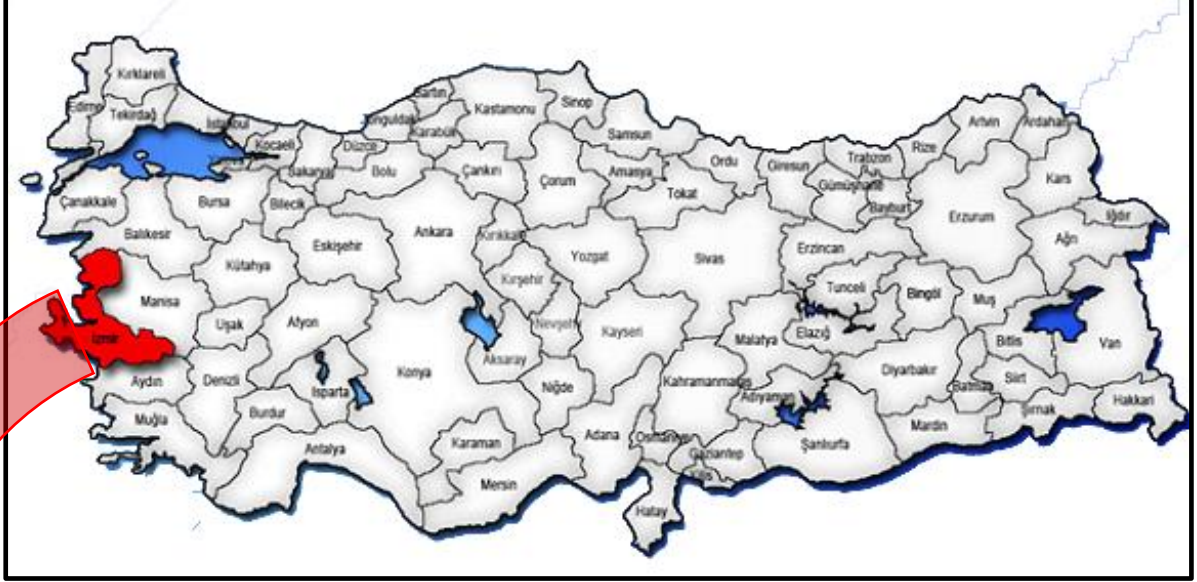 Kırklareli
Edirne
Tekirdağ
İstanbul
Kocaeli
Sakarya
Düzce
Bolu
Zonguldak
Bartın
Karabük
Kastamonu
Sinop
Samsun
Çankırı
Çorum
Amasya
Tokat
Ordu
Giresun
Trabzon
Gümüşhane
Bayburt
Rize
Artvin
Ardahan
Kars
Iğdır
Ağrı
Erzurum
Erzincan
Çanakkale
Balıkesir
Bursa
Bilecik
Eskişehir
Ankara
Kırıkkale
Kırşehir
Yozgat
Sivas
Tunceli
Bingöl
Muş
Bitlis
Van
Kütahya
Manisa
İzmir
Uşak
Afyon
Konya
Aksaray
Nevşehir
Kayseri
Malatya
Elazığ
Diyarbakır
Batman
Siirt
Şırnak
Hakkari
Mardin
Şanlıurfa
Adıyaman
Kahramanmaraş
Niğde
Aydın
Denizli
Isparta
Burdur
Muğla
Antalya
Karaman
Mersin
Adana
Osmaniye
Gaziantep
Kilis
Hatay